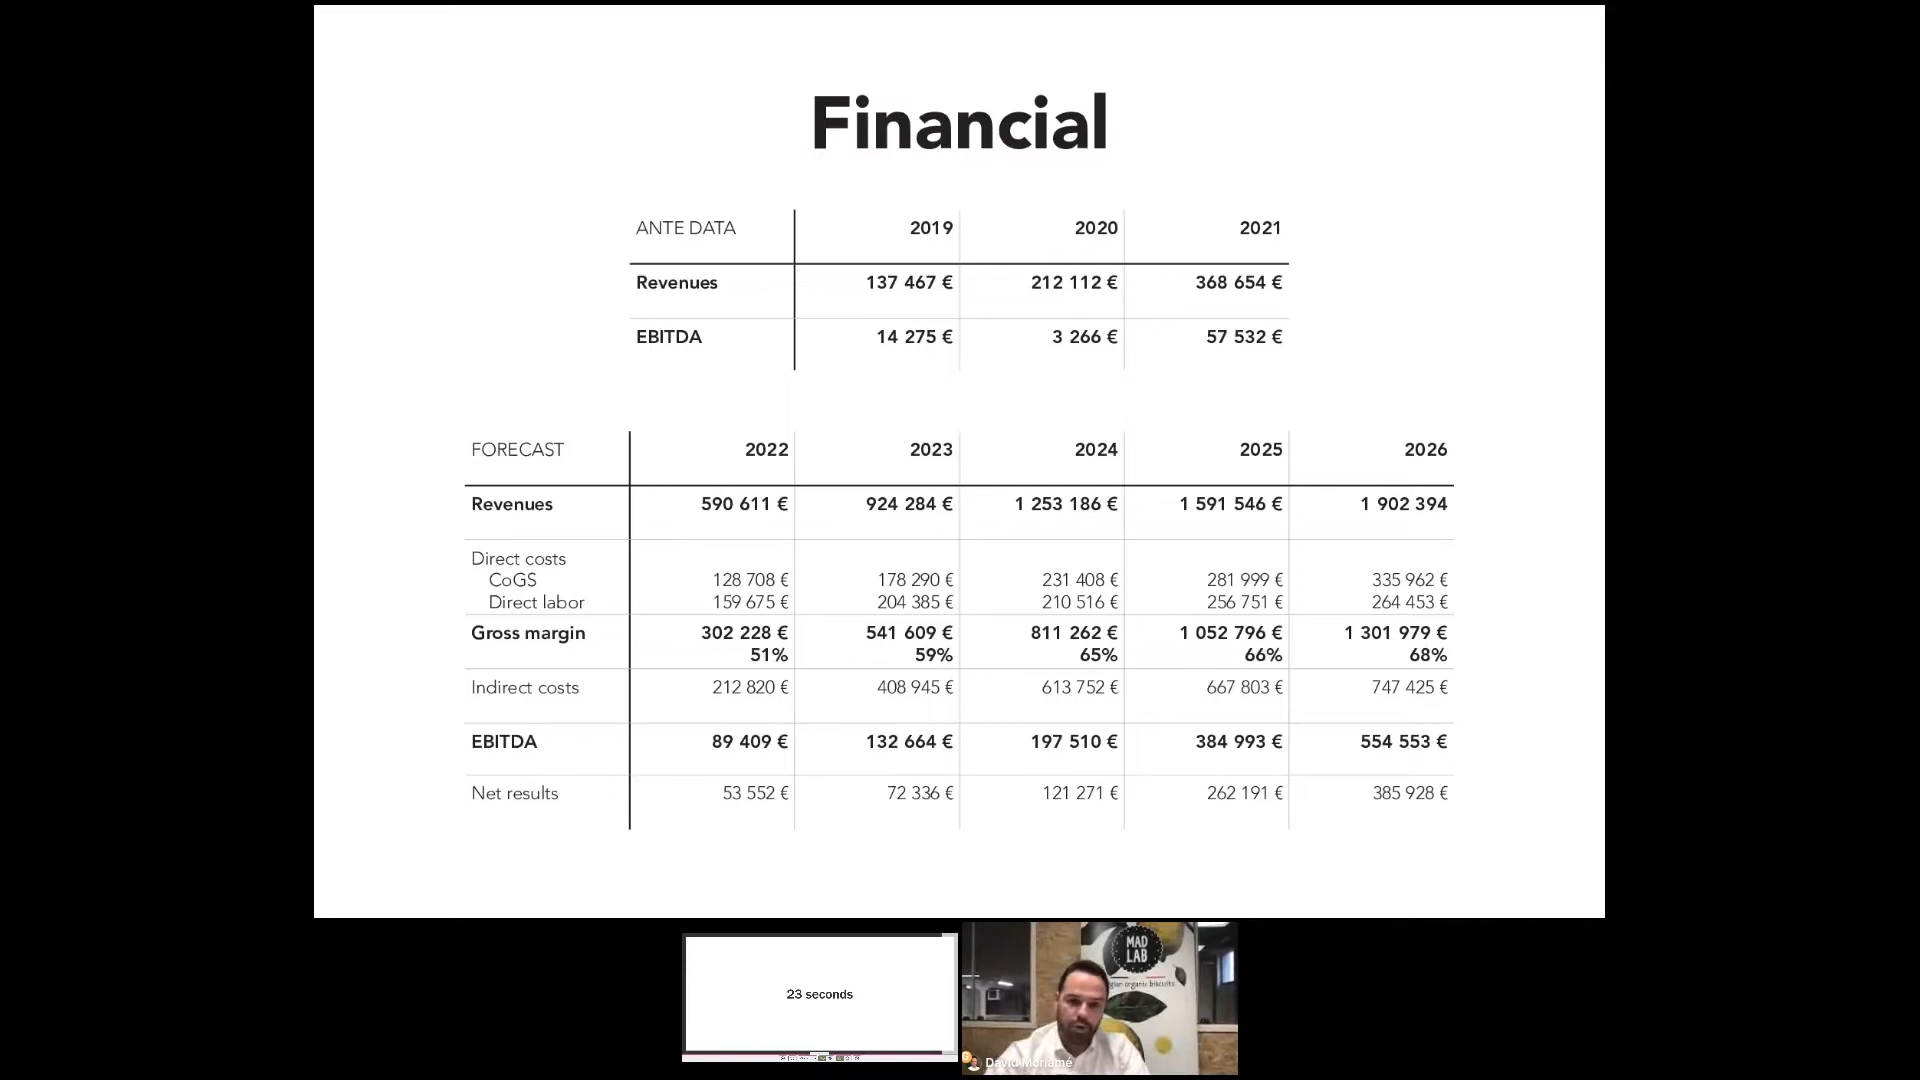 Financial
ANTE DATA 2019 2020 2021
Revenues 137 467 € 212 112 € 368 654 €
EBITDA 14 275 € 3 266 € 57 532 €
FORECAST 2022 2023 2024 2025 2026
Revenues 590 611 € 924 284 € 1 253 186 € 1 591 546 € 1 902 394
Direct costs
CoGS 128 708 € 178 290 € 231 408 € 281 999 € 335 962 €
Direct labor 159 675 € 204 385 € 210 516 € 256 751 € 264 453 €
Gross margin 302 228 € 541 609 € 811 262 € 1 052 796 € 1 301 979 €
51% 59% 65% 66% 68%
Indirect costs 212 820 € 408 945 € 613 752 € 667 803 € 747 425 €
EBITDA 89 409 € 132 664 € 197 510 € 384 993 € 554 553 €
Net results 53 552 € 72 336 € 121 271 € 262 191 € 385 928 €
23 seconds
MAD
LAB
organic biscuits
David Moriamé